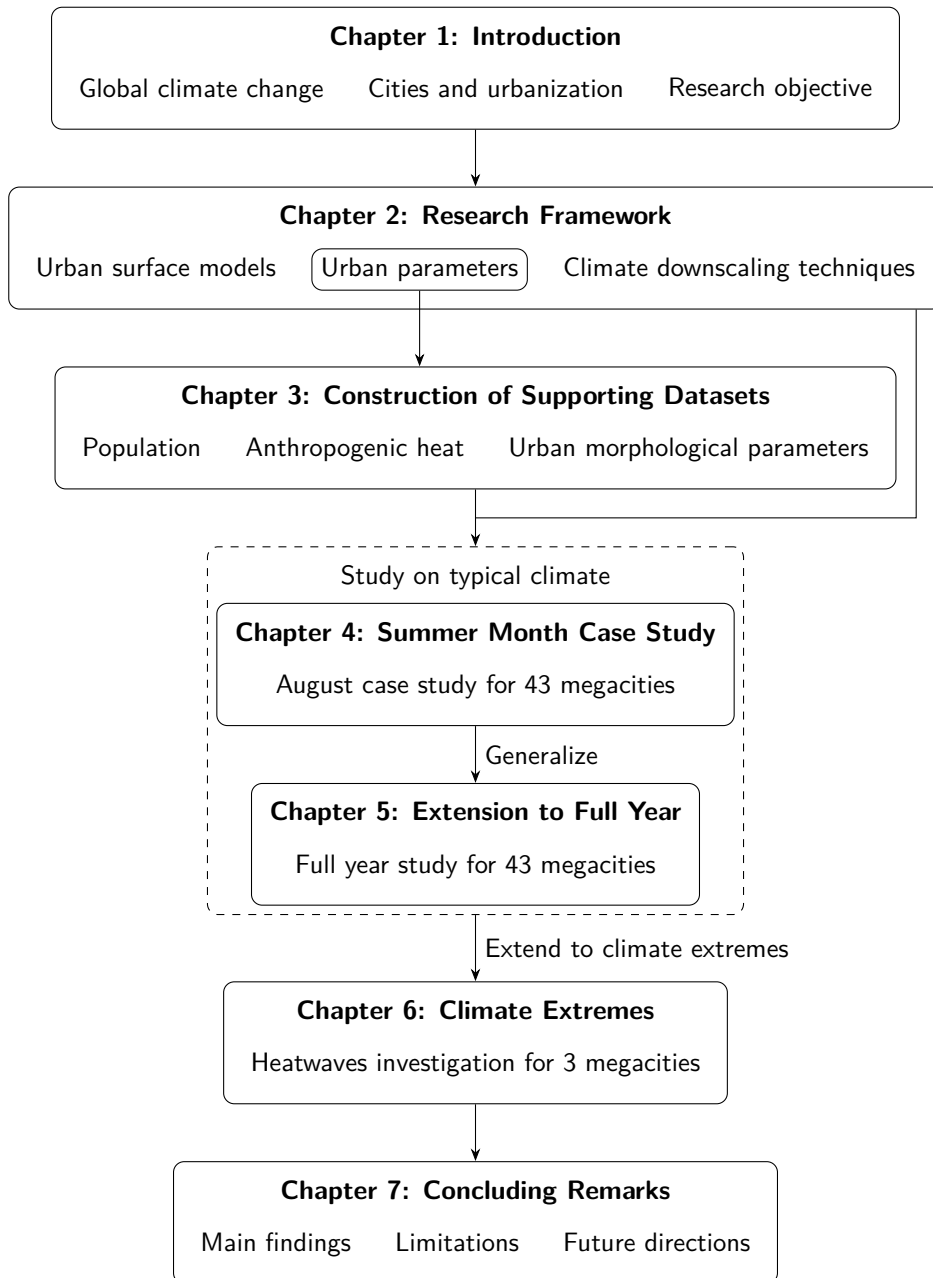 Chapter 1: Introduction
Global climate change Cities and urbanization Research objective
Chapter 2: Research Framework
Urban surface models Urban parameters Climate downscaling techniques
Chapter 3: Construction of Supporting Datasets
Population Anthropogenic heat Urban morphological parameters
Study on typical climate
Chapter 4: Summer Month Case Study
August case study for 43 megacities
Generalize
Chapter 5: Extension to Full Year
Full year study for 43 megacities
Extend to climate extremes
Chapter 6: Climate Extremes
Heatwaves investigation for 3 megacities
Chapter 7: Concluding Remarks
Main findings Limitations Future directions